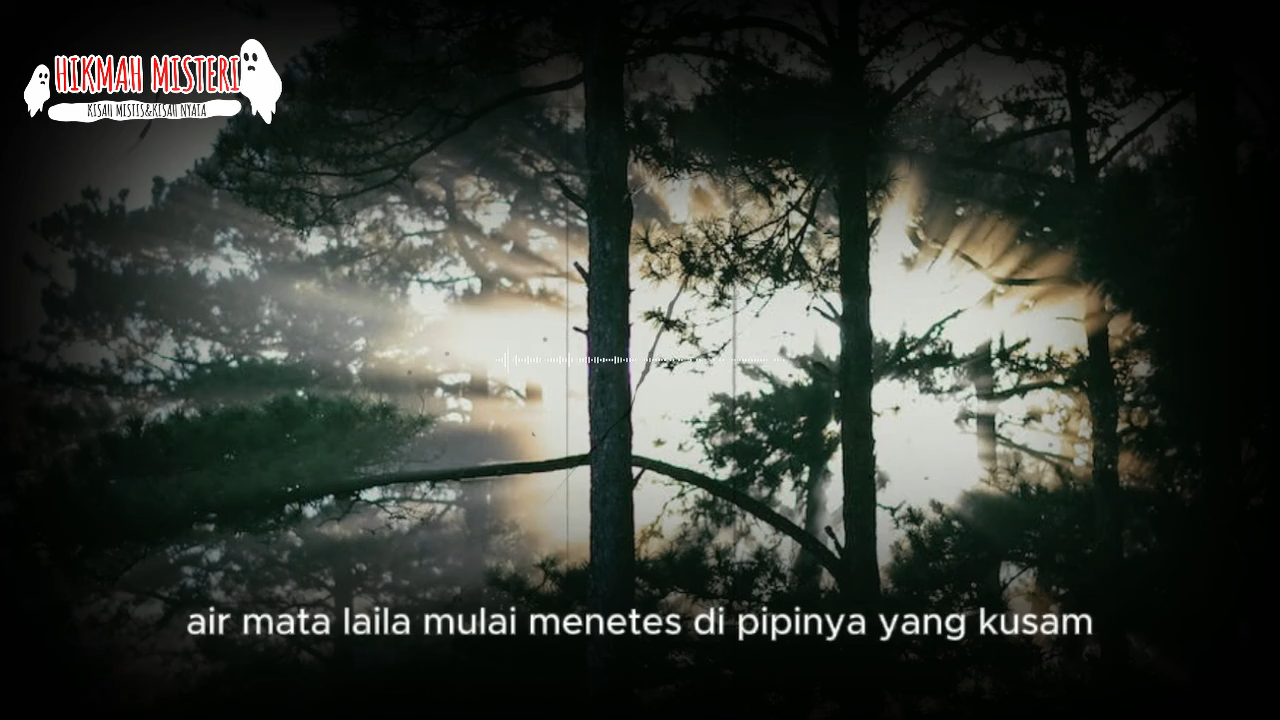 HIKMAH MISTERI
KISAH MISTIS&KISAH NYATA
air mata laila mulai menetes di pipinya yang kusam